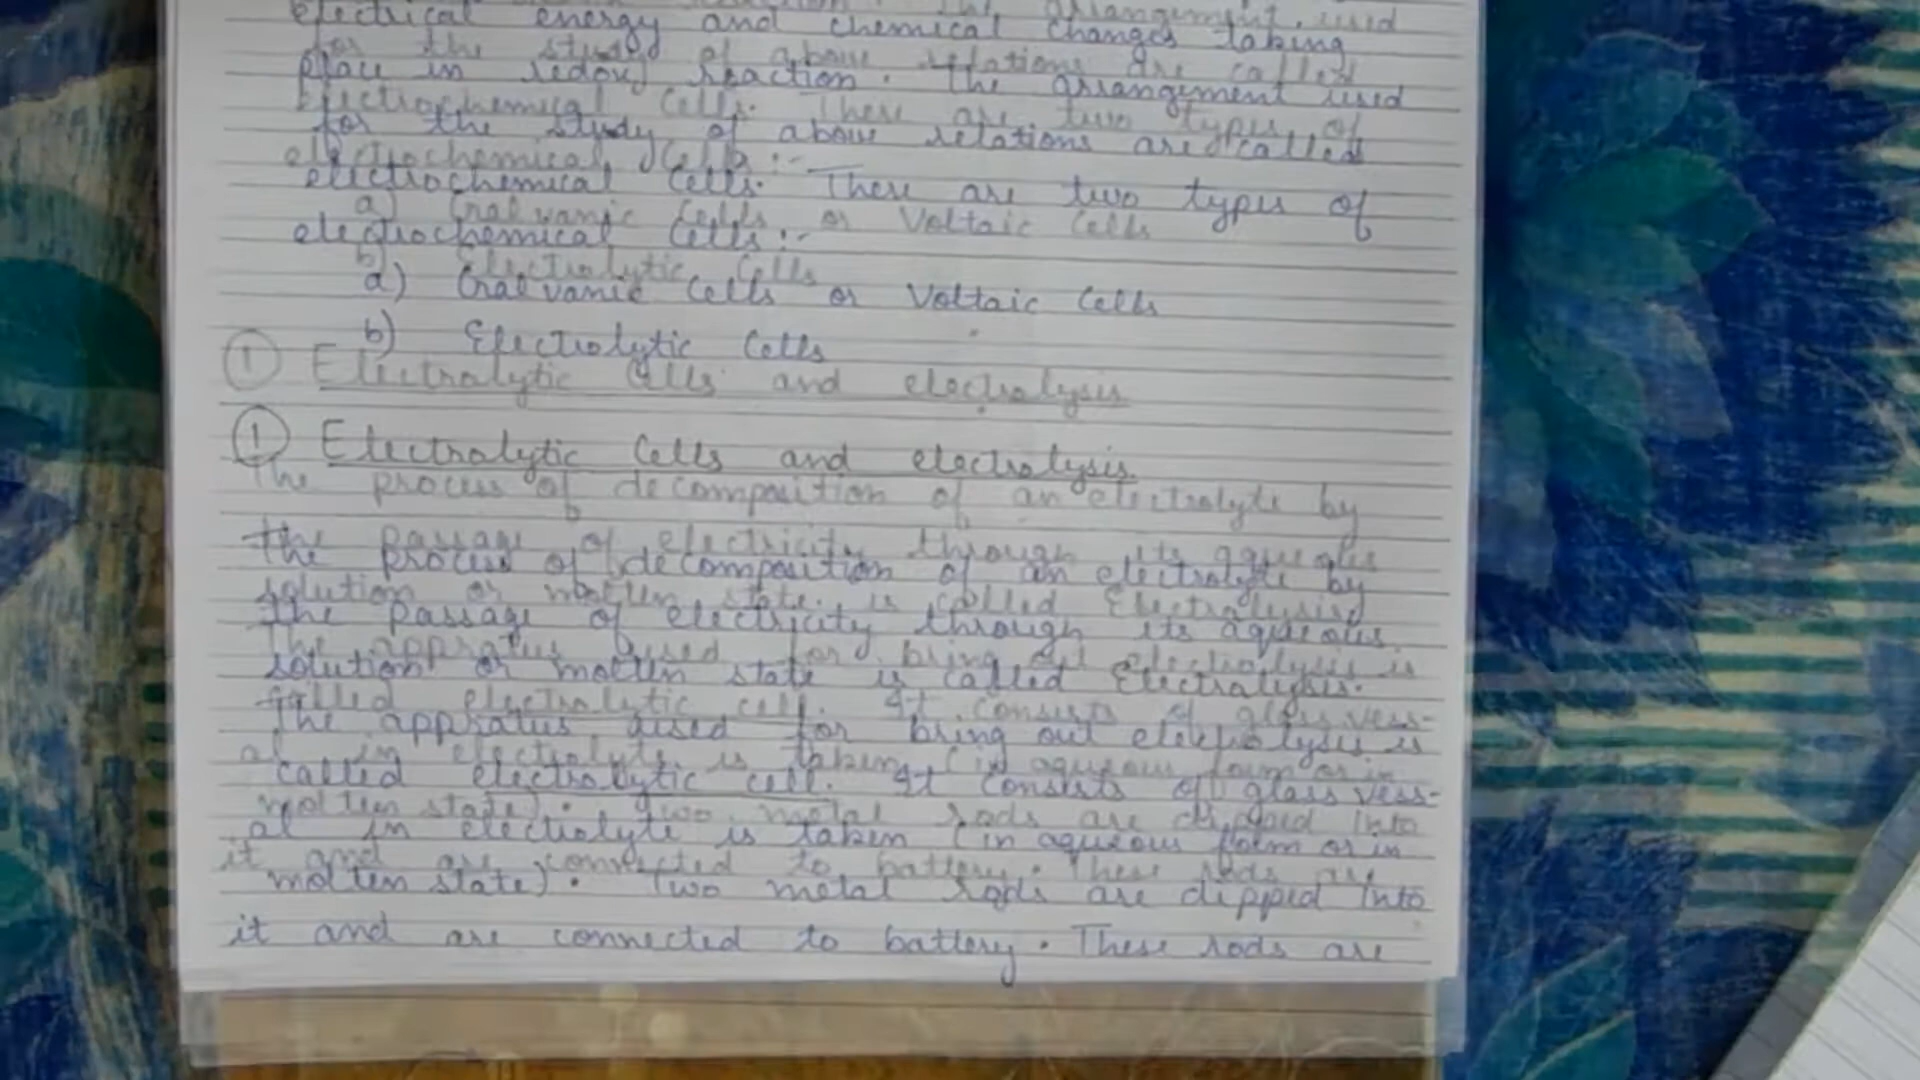 electrical energy and chemical changes taking
place in redox reaction. The arrangement used
for the study of above relations are called
electrochemical Cells. There are two types of
electrochemical Cells :-
a) Galvanic Cells or Voltaic Cells
b) Electrolytic Cells
① Electrolytic Cells and electrolysis.
The process of decomposition of an electrolyte by
the passage of electricity through its aqueous
solution or molten state is called Electrolysis.
The appratus used for bring out electrolysis is
called electrolytic cell. It consists of glass vess-
al in electrolyte is taken (in aqueous form or in
molten state). Two metal rods are dipped into
it and are connected to battery. These rods are